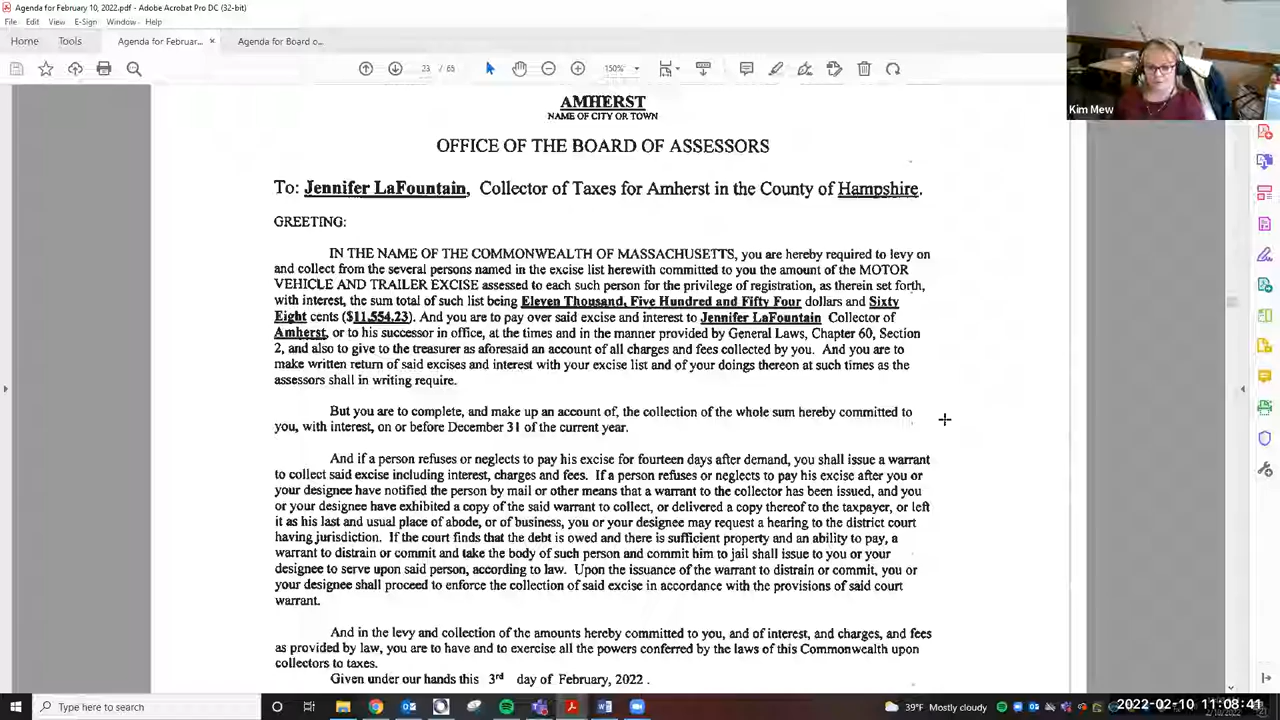 Agenda for February 10, 2022.pdf - Adobe Acrobat Pro DC (32-bit)
File Edit View E-Sign Window Help
Home Tools Agenda for Februar... × Agenda for Board o...
23 / 65 150%
Kim Mew
AMHERST
NAME OF CITY OR TOWN
OFFICE OF THE BOARD OF ASSESSORS
To: Jennifer LaFountain, Collector of Taxes for Amherst in the County of Hampshire.
GREETING:
IN THE NAME OF THE COMMONWEALTH OF MASSACHUSETTS, you are hereby required to levy on
and collect from the several persons named in the excise list herewith committed to you the amount of the MOTOR
VEHICLE AND TRAILER EXCISE assessed to each such person for the privilege of registration, as therein set forth,
with interest, the sum total of such list being Eleven Thousand, Five Hundred and Fifty Four dollars and Sixty
Eight cents ($11,554.23). And you are to pay over said excise and interest to Jennifer LaFountain Collector of
Amherst, or to his successor in office, at the times and in the manner provided by General Laws, Chapter 60, Section
2, and also to give to the treasurer as aforesaid an account of all charges and fees collected by you. And you are to
make written return of said excises and interest with your excise list and of your doings thereon at such times as the
assessors shall in writing require.
But you are to complete, and make up an account of, the collection of the whole sum hereby committed to
you, with interest, on or before December 31 of the current year.
And if a person refuses or neglects to pay his excise for fourteen days after demand, you shall issue a warrant
to collect said excise including interest, charges and fees. If a person refuses or neglects to pay his excise after you or
your designee have notified the person by mail or other means that a warrant to the collector has been issued, and you
or your designee have exhibited a copy of the said warrant to collect, or delivered a copy thereof to the taxpayer, or left
it as his last and usual place of abode, or of business, you or your designee may request a hearing to the district court
having jurisdiction. If the court finds that the debt is owed and there is sufficient property and an ability to pay, a
warrant to distrain or commit and take the body of such person and commit him to jail shall issue to you or your
designee to serve upon said person, according to law. Upon the issuance of the warrant to distrain or commit, you or
your designee shall proceed to enforce the collection of said excise in accordance with the provisions of said court
warrant.
And in the levy and collection of the amounts hereby committed to you, and of interest, and charges, and fees
as provided by law, you are to have and to exercise all the powers conferred by the laws of this Commonwealth upon
collectors to taxes.
Given under our hands this 3rd day of February, 2022 .
Type here to search 39°F Mostly cloudy 2022-02-10 11:08:41